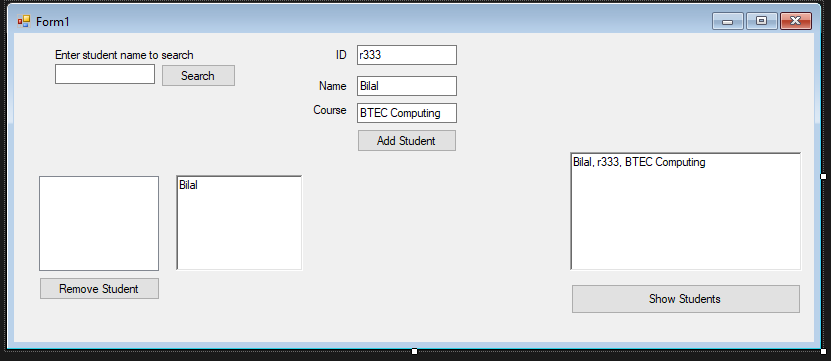 Form1
Enter student name to search
Search
ID
r333
Name
Bilal
Course
BTEC Computing
Add Student
Bilal
Bilal, r333, BTEC Computing
Remove Student
Show Students